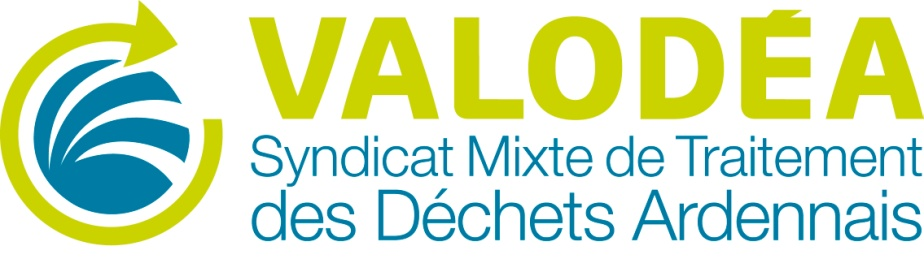 VALODÉA
Syndicat Mixte de Traitement
des Déchets Ardennais